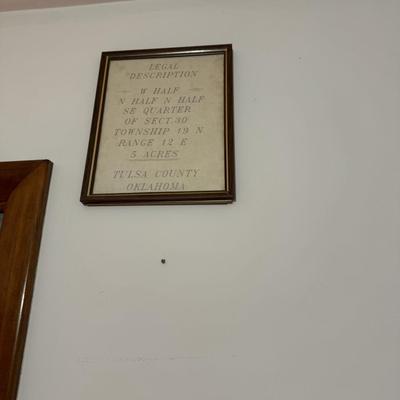 LEGAL
DESCRIPTION
W HALF
N HALF N HALF
SE QUARTER
OF SECT. 30
TOWNSHIP 19 N
RANGE 12 E
5 ACRES
TULSA COUNTY
OKLAHOMA